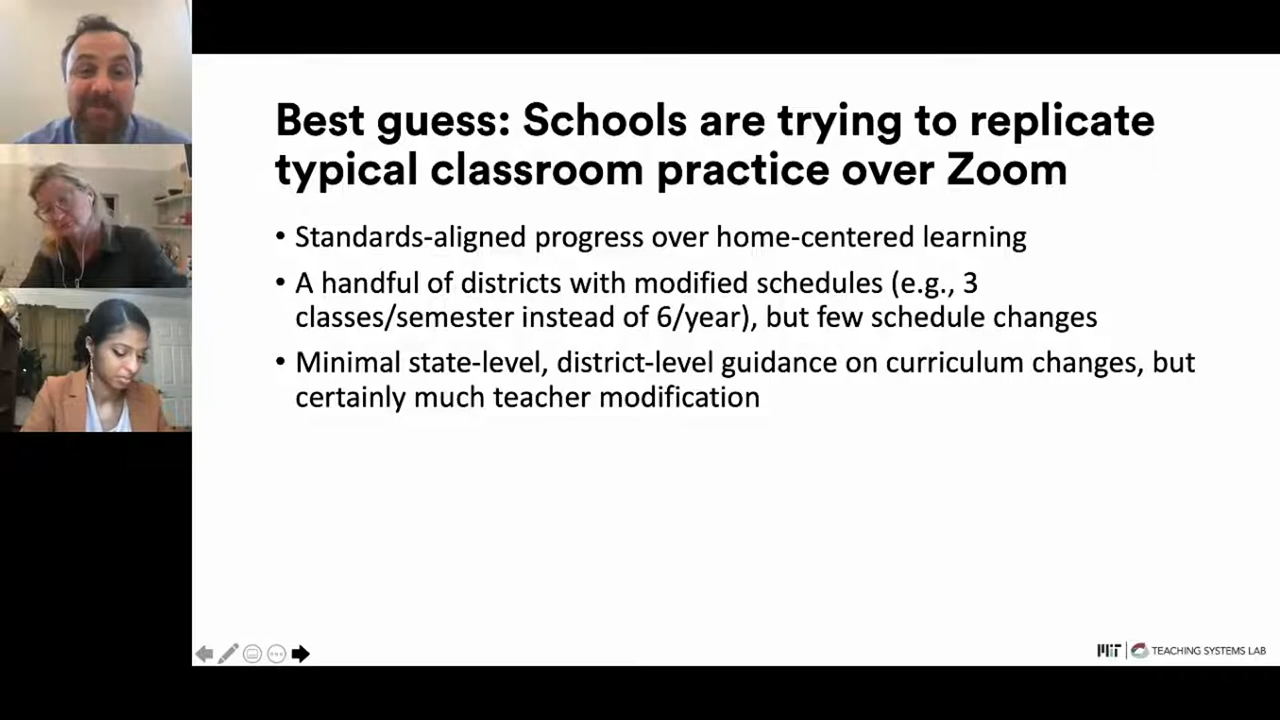 Best guess: Schools are trying to replicate
typical classroom practice over Zoom
• Standards-aligned progress over home-centered learning
• A handful of districts with modified schedules (e.g., 3
classes/semester instead of 6/year), but few schedule changes
• Minimal state-level, district-level guidance on curriculum changes, but
certainly much teacher modification
MIT TEACHING SYSTEMS LAB